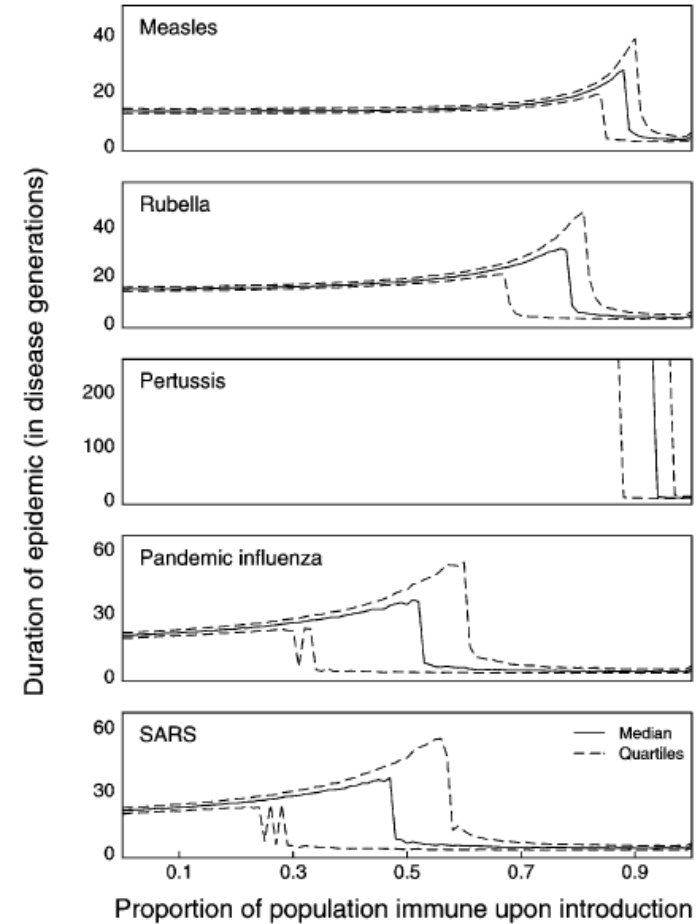 Duration of epidemic (in disease generations)
Measles
40
20
0
Rubella
40
20
0
Pertussis
200
100
0
Pandemic influenza
60
30
0
SARS
60
30
0
Median
Quartiles
0.1 0.3 0.5 0.7 0.9
Proportion of population immune upon introduction